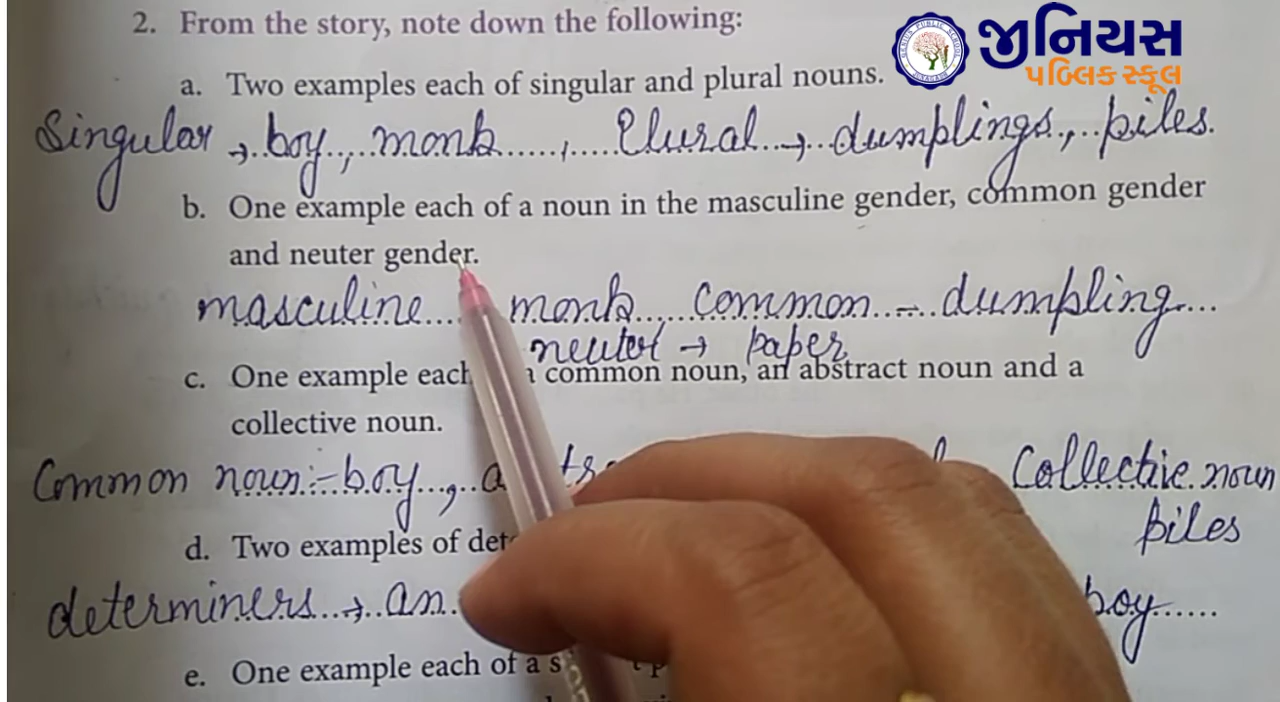 2. From the story, note down the following:
જીનિયસ
પબ્લિક સ્કૂલ
a. Two examples each of singular and plural nouns.
Singular → boy, monk, Plural → dumplings, piles.
b. One example each of a noun in the masculine gender, common gender
and neuter gender.
masculine monk, common - dumpling
neuter → paper
c. One example each common noun, an abstract noun and a
collective noun.
Common noun:- boy, Collective noun
piles
d. Two examples of
determiners → an boy
e. One example each of a